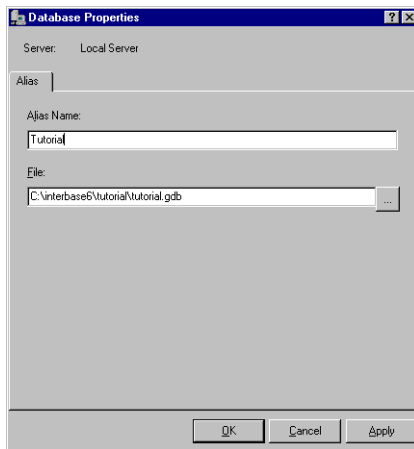 Database Properties
Server: Local Server
Alias
Alias Name:
Tutorial
File:
C:\interbase6\tutorial\tutorial.gdb
...
OK Cancel Apply